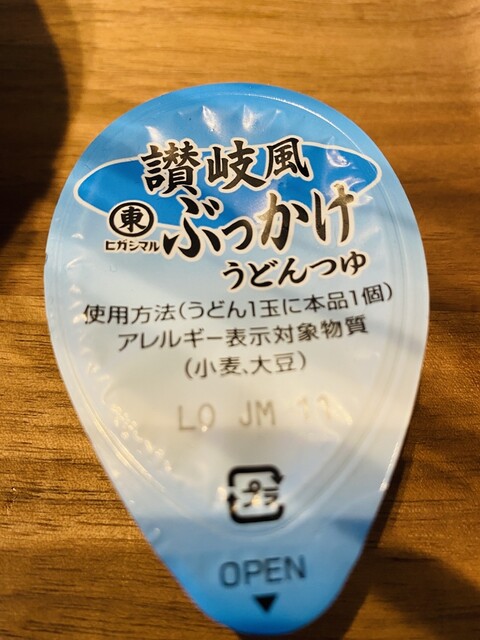 讃岐風
東
ヒガシマル
ぶっかけ
うどんつゆ
使用方法(うどん1玉に本品1個)
アレルギー表示対象物質
(小麦、大豆)
LO JM
プラ
OPEN